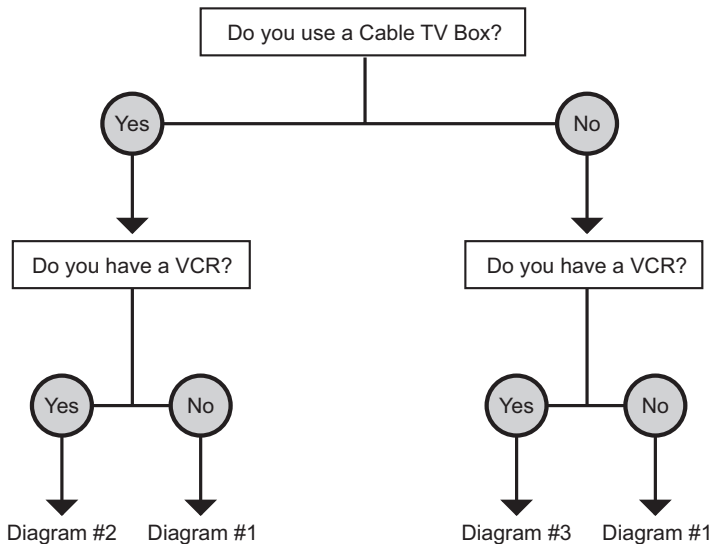 Do you use a Cable TV Box?
Yes
No
Do you have a VCR?
Do you have a VCR?
Yes
No
Yes
No
Diagram #2
Diagram #1
Diagram #3
Diagram #1